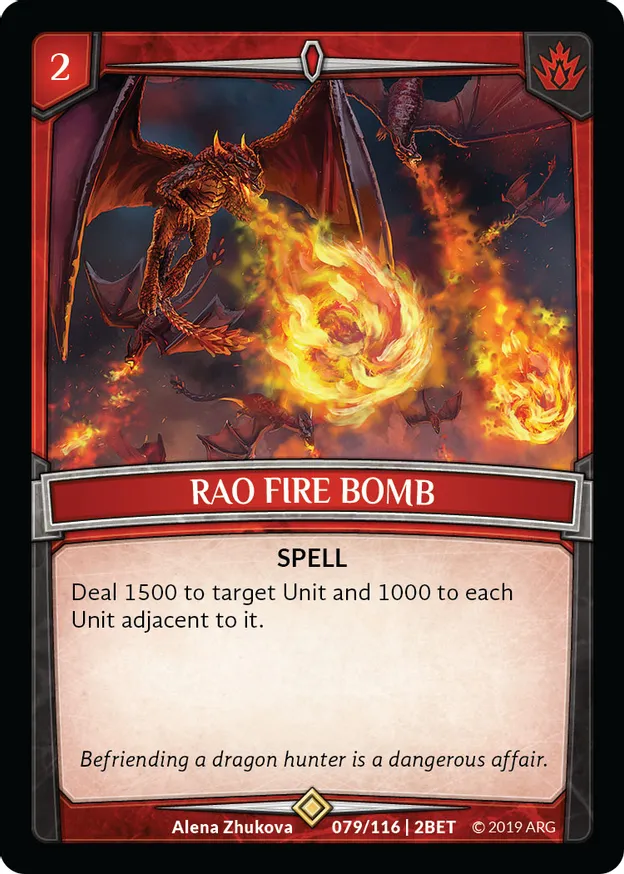 2
RAO FIRE BOMB
SPELL
Deal 1500 to target Unit and 1000 to each
Unit adjacent to it.
Befriending a dragon hunter is a dangerous affair.
Alena Zhukova 079/116 | 2BET © 2019 ARG